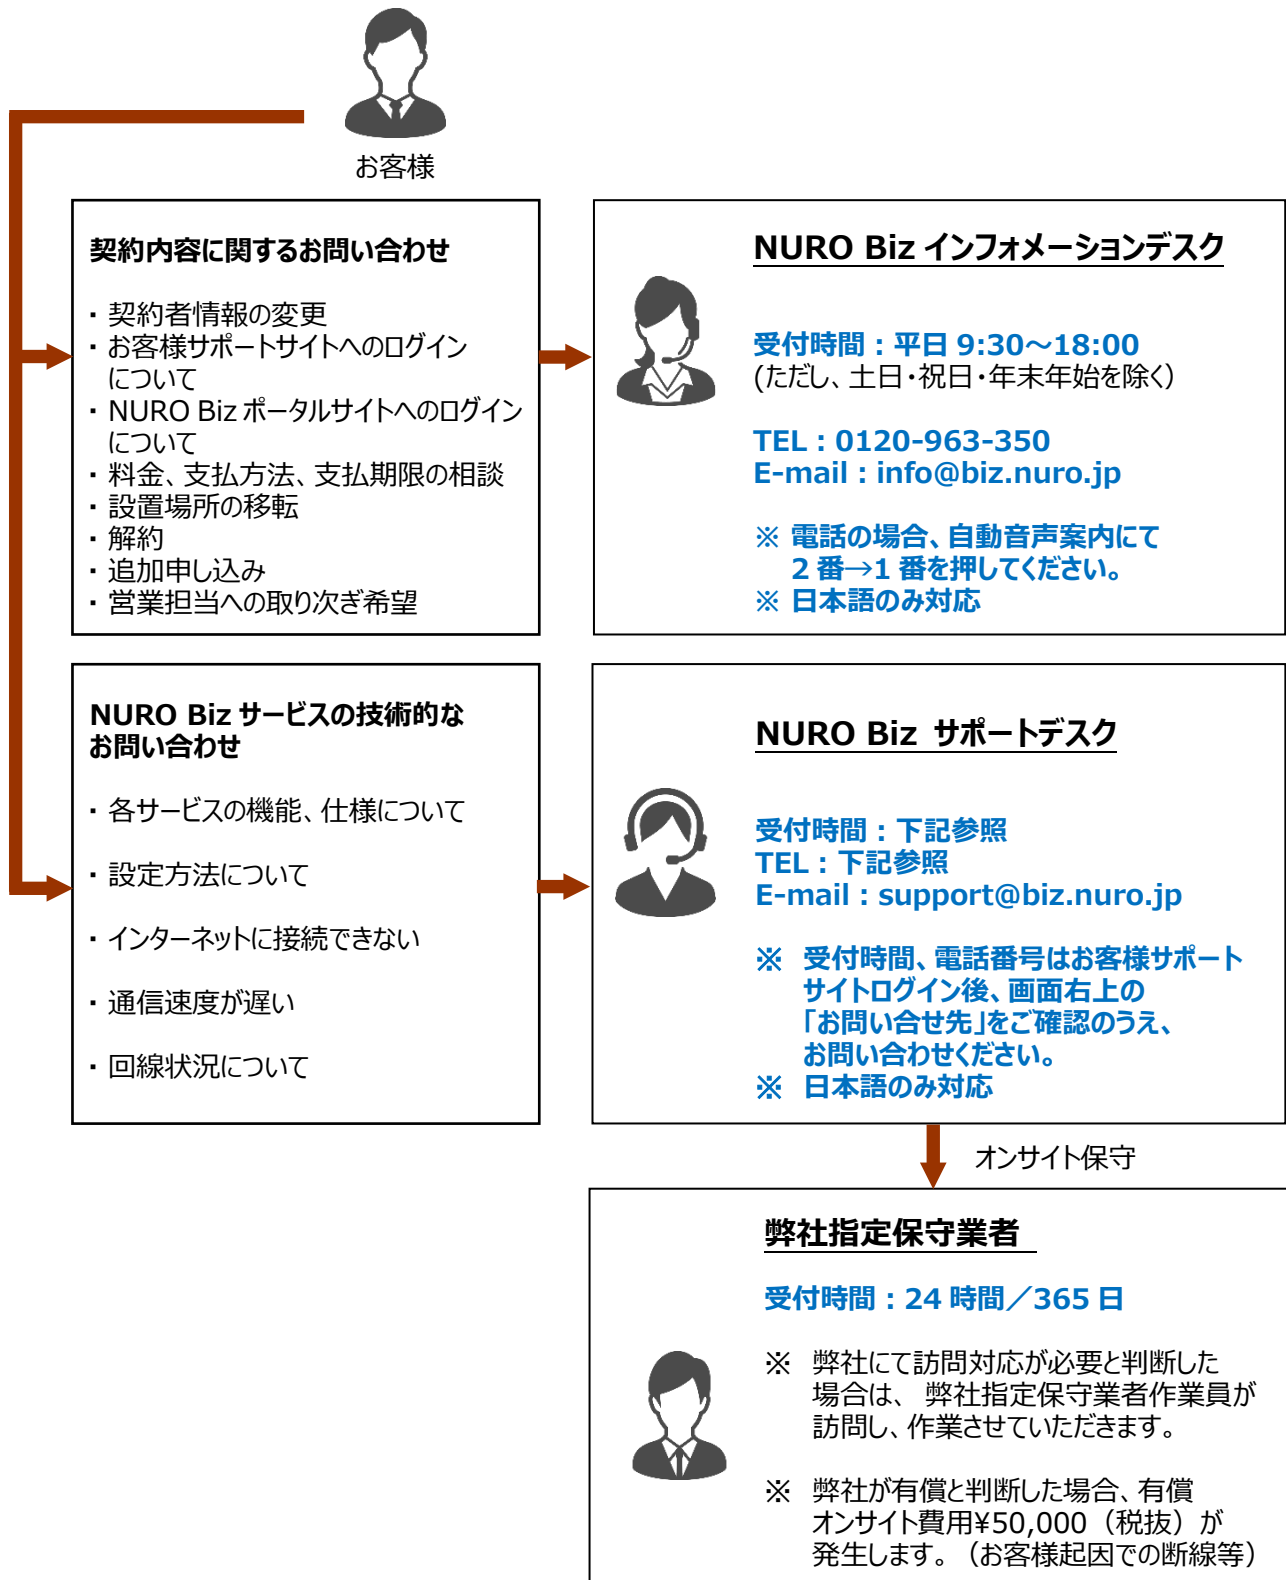 お客様
契約内容に関するお問い合わせ
・契約者情報の変更
・お客様サポートサイトへのログイン
について
・NURO Biz ポータルサイトへのログイン
について
・料金、支払方法、支払期限の相談
・設置場所の移転
・解約
・追加申し込み
・営業担当への取り次ぎ希望
NURO Biz インフォメーションデスク
受付時間：平日 9:30～18:00
(ただし、土日・祝日・年末年始を除く)
TEL：0120-963-350
E-mail：info@biz.nuro.jp
※ 電話の場合、自動音声案内にて
2 番→1 番を押してください。
※ 日本語のみ対応
NURO Biz サービスの技術的な
お問い合わせ
・各サービスの機能、仕様について
・設定方法について
・インターネットに接続できない
・通信速度が遅い
・回線状況について
NURO Biz サポートデスク
受付時間：下記参照
TEL：下記参照
E-mail：support@biz.nuro.jp
※ 受付時間、電話番号はお客様サポート
サイトログイン後、画面右上の
「お問い合せ先」をご確認のうえ、
お問い合わせください。
※ 日本語のみ対応
オンサイト保守
弊社指定保守業者
受付時間：24 時間／365 日
※ 弊社にて訪問対応が必要と判断した
場合は、 弊社指定保守業者作業員が
訪問し、作業させていただきます。
※ 弊社が有償と判断した場合、有償
オンサイト費用¥50,000（税抜）が
発生します。（お客様起因での断線等）